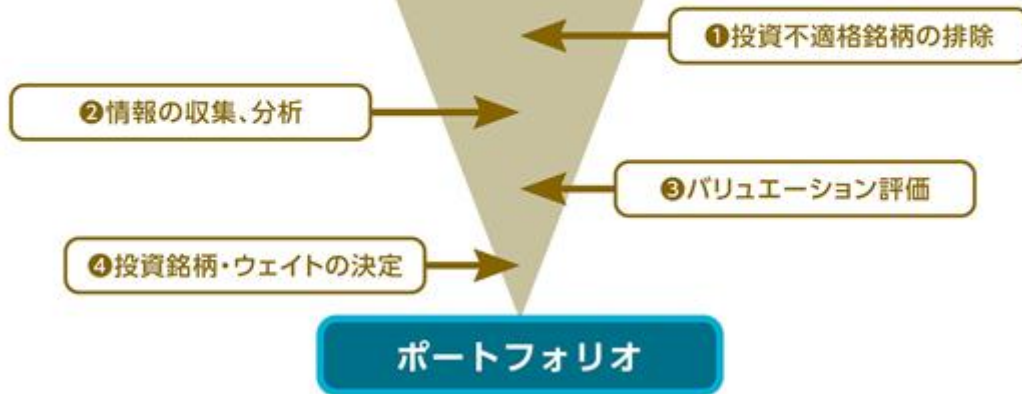 ❶投資不適格銘柄の排除
❷情報の収集、分析
❸バリュエーション評価
❹投資銘柄・ウェイトの決定
ポートフォリオ